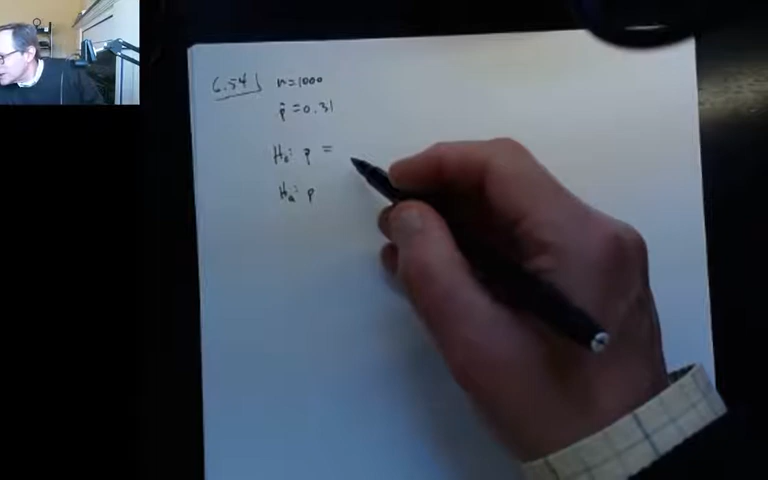 6.54 n=1000
p̂ =0.31
H₀: p =
Hₐ: p